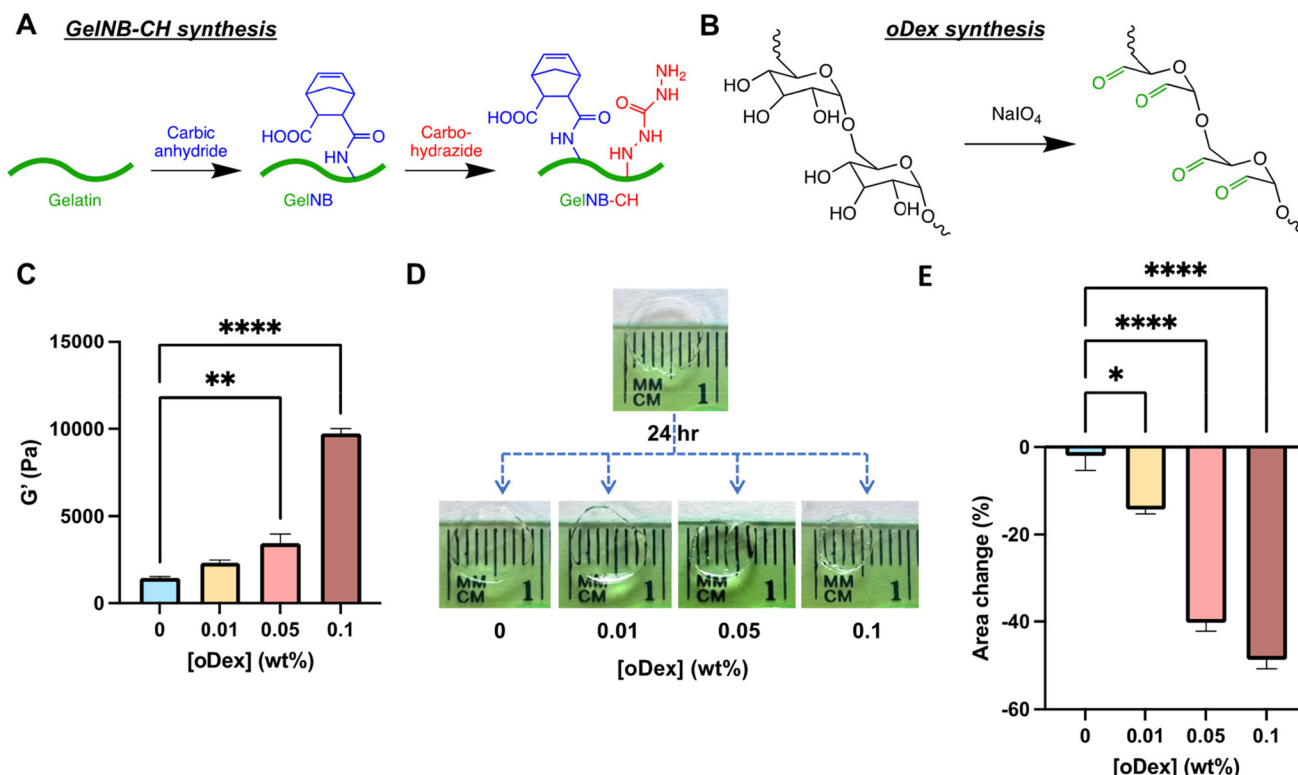 A
GelNB-CH synthesis
HOOC
O
HN
Carbic
anhydride
Gelatin
GelNB
Carbo-
hydrazide
HOOC
O
HN
NH2
NH
O
NH
HN
HN
GelNB-CH
B
oDex synthesis
HO
HO
HO
O
O
O
HO
HO
OH
O
O
NaIO4
O
O
O
O
O
O
O
O
O
C
15000
10000
5000
0
G’ (Pa)
****
**
0 0.01 0.05 0.1
[oDex] (wt%)
D
MM
CM 1
24 hr
MM
CM 1
MM
CM 1
MM
CM 1
MM
CM 1
0 0.01 0.05 0.1
[oDex] (wt%)
E
****
****
*
0
-20
-40
-60
Area change (%)
0 0.01 0.05 0.1
[oDex] (wt%)